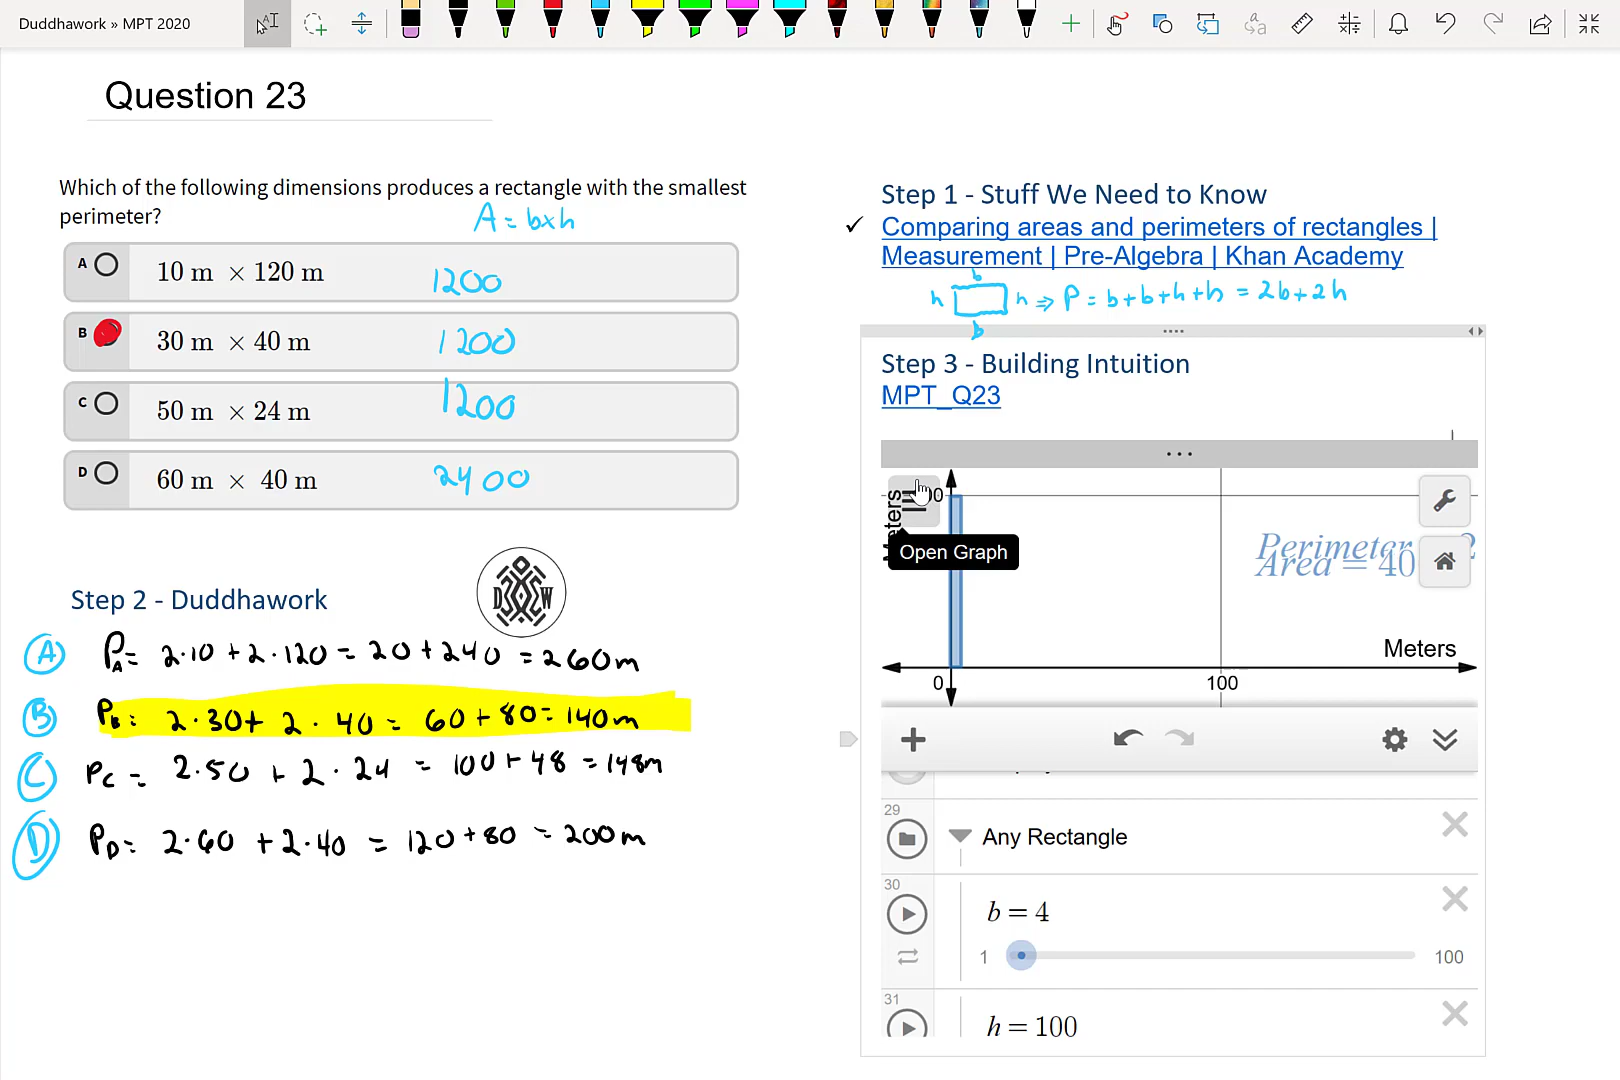 Duddhawork » MPT 2020
Question 23
Which of the following dimensions produces a rectangle with the smallest
perimeter?
A = bxh
A 10 m × 120 m 1200
B 30 m × 40 m 1200
C 50 m × 24 m 1200
D 60 m × 40 m 2400
Step 2 - Duddhawork
D W
A P_A = 2·10 + 2·120 = 20 + 240 = 260m
B P_B = 2·30 + 2·40 = 60 + 80 = 140m
C P_C = 2·50 + 2·24 = 100 + 48 = 148m
D P_D = 2·60 + 2·40 = 120 + 80 = 200m
Step 1 - Stuff We Need to Know
✓ Comparing areas and perimeters of rectangles |
Measurement | Pre-Algebra | Khan Academy
b
h h ⇒ P = b+b+h+h = 2b+2h
b
Step 3 - Building Intuition
MPT_Q23
Open Graph
Perimeter
Area = 40
Meters
0 100
29 Any Rectangle
30 b = 4
1 100
31 h = 100